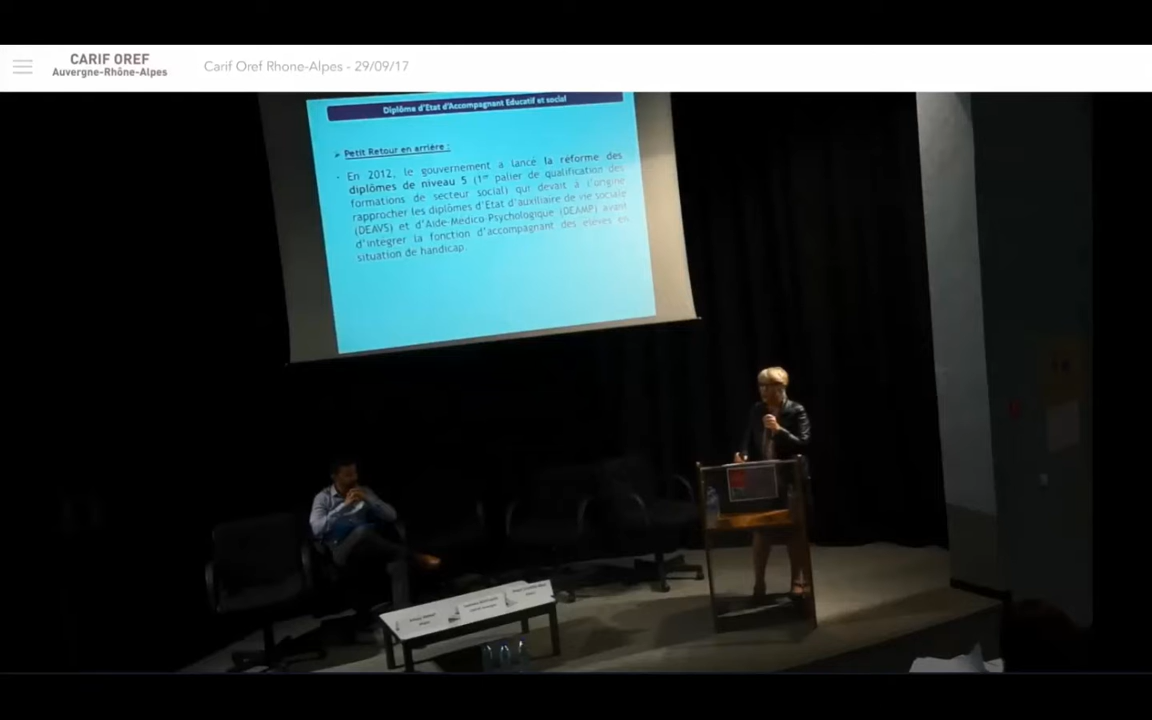 CARIF OREF
Auvergne-Rhône-Alpes
Carif Oref Rhone-Alpes - 29/09/17
Diplôme d'Etat d'Accompagnant Educatif et social
➢ Petit Retour en arrière :
• En 2012, le gouvernement a lancé la réforme des
diplômes de niveau 5 (1er palier de qualification des
formations de secteur social) qui devait à l'origine
rapprocher les diplômes d'Etat d'auxiliaire de vie sociale
(DEAVS) et d'Aide-Médico-Psychologique (DEAMP) avant
d'intégrer la fonction d'accompagnant des élèves en
situation de handicap.